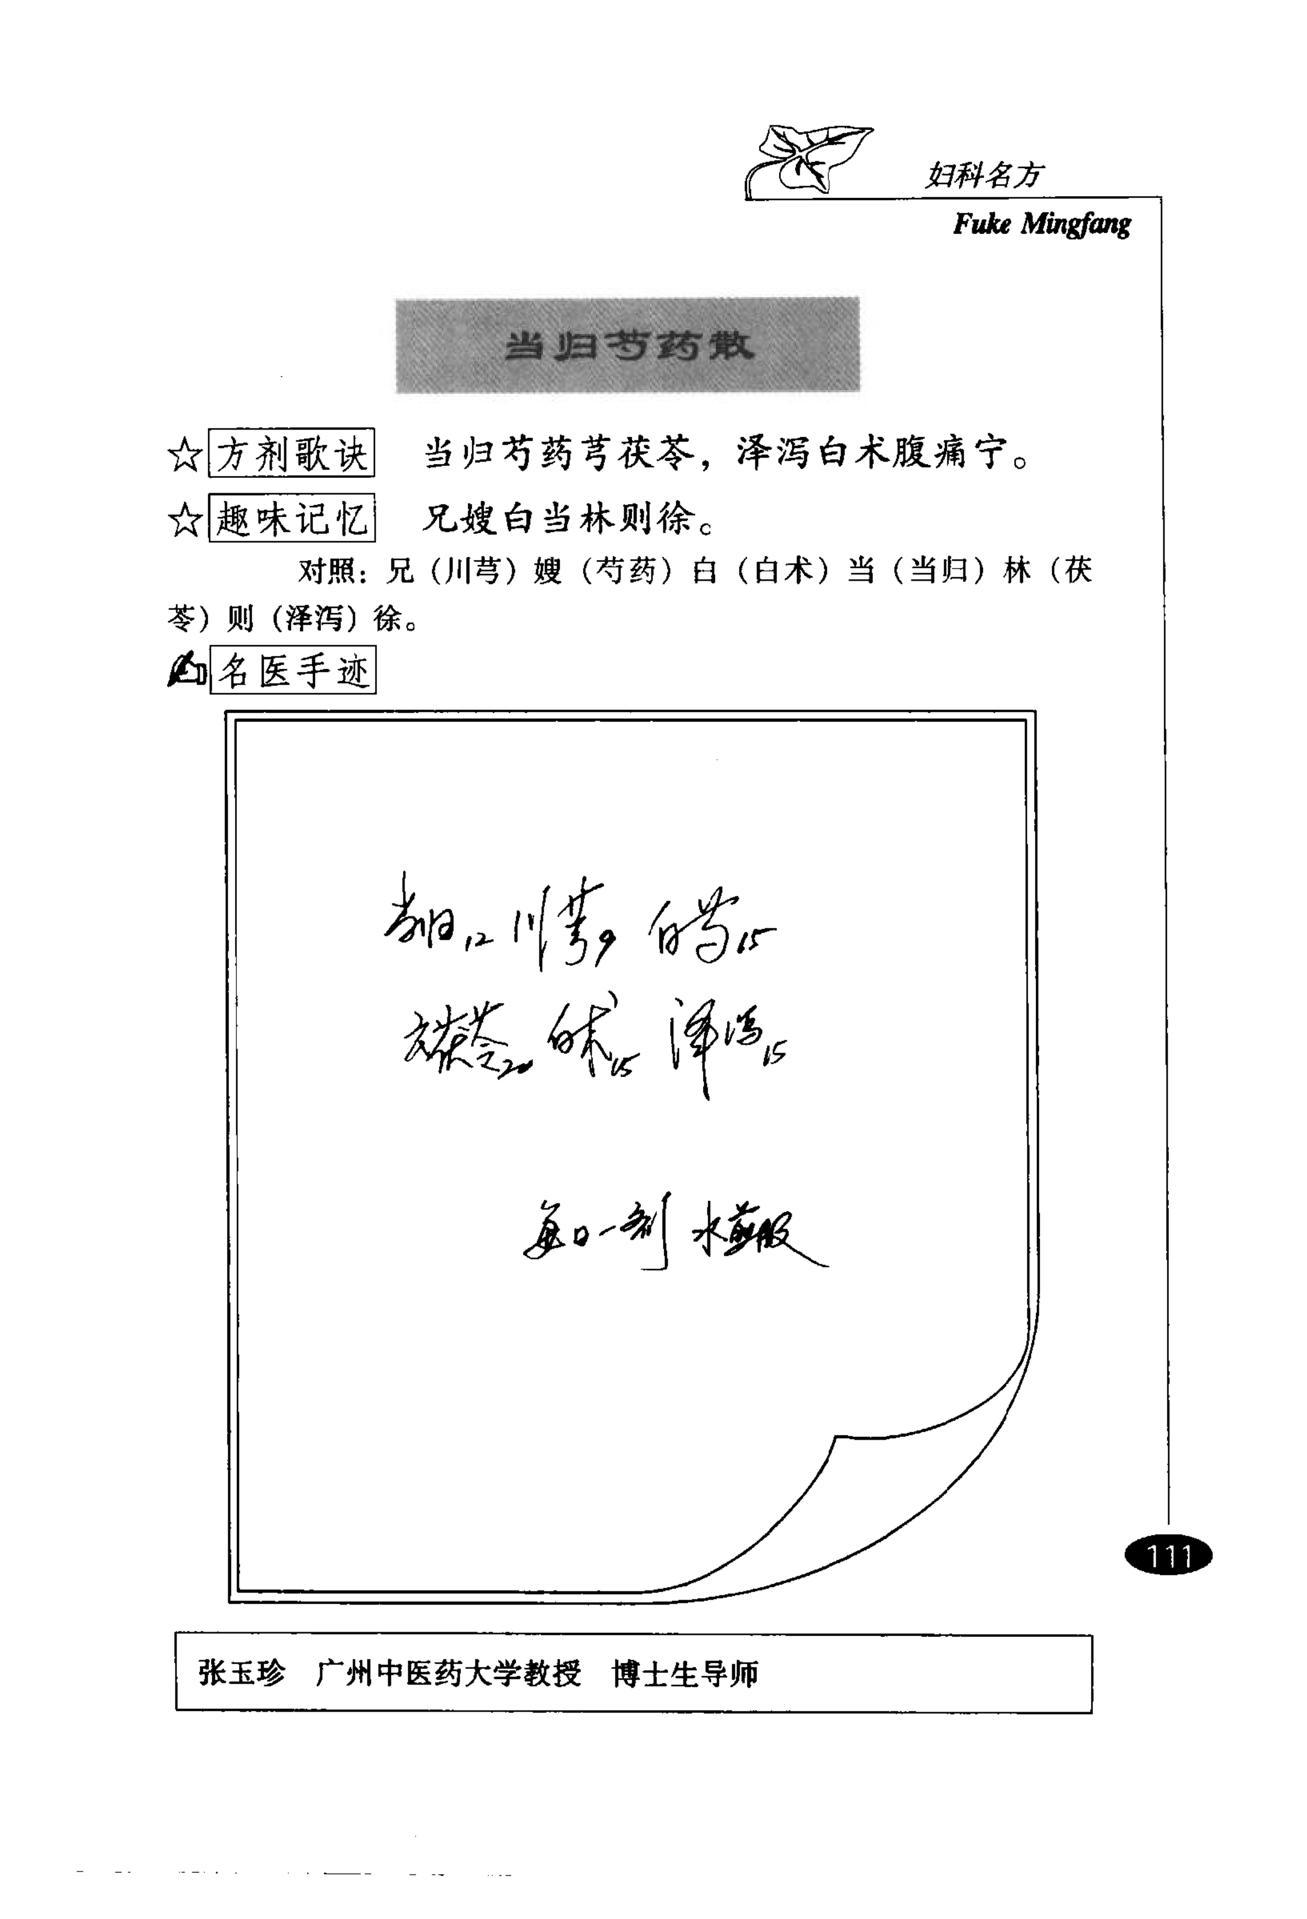 妇科名方
Fuke Mingfang
当归芍药散
☆方剂歌诀 当归芍药芎茯苓，泽泻白术腹痛宁。
☆趣味记忆 兄嫂白当林则徐。
对照：兄（川芎）嫂（芍药）白（白术）当（当归）林（茯
苓）则（泽泻）徐。
名医手迹
当归12 川芎9 白芍15
茯苓20 白术15 泽泻15
每日一剂 水煎服
111
张玉珍 广州中医药大学教授 博士生导师